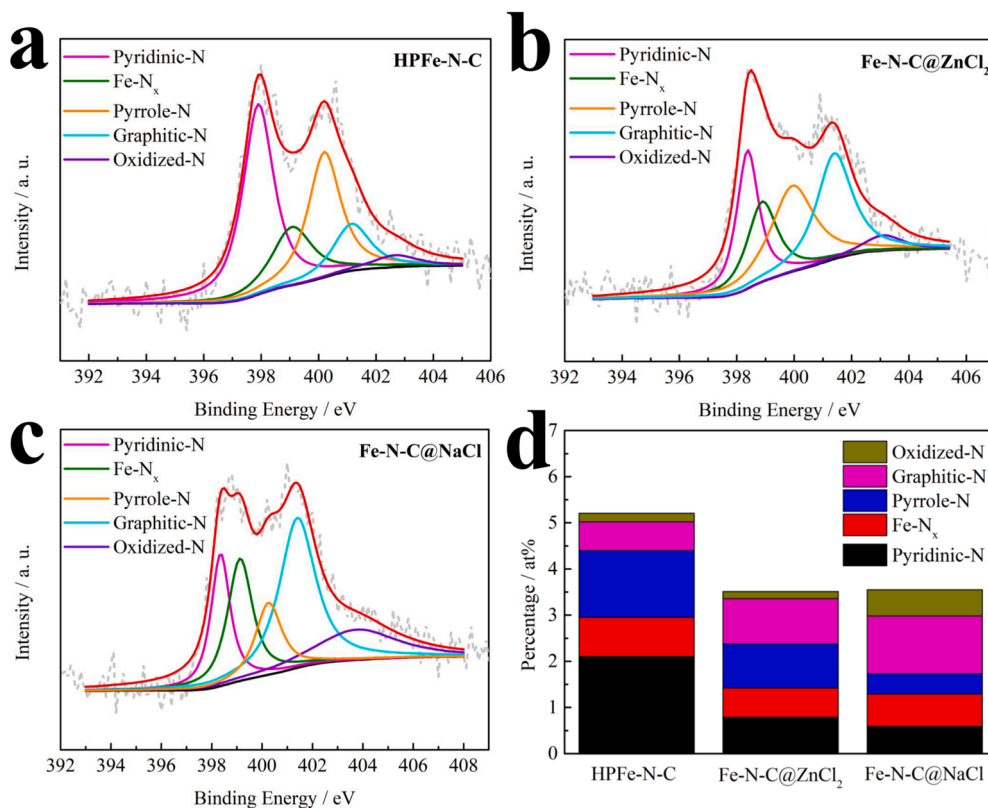 a
HPFe-N-C
Pyridinic-N
Fe-Nₓ
Pyrrole-N
Graphitic-N
Oxidized-N
Intensity / a. u.
392 394 396 398 400 402 404 406
Binding Energy / eV
b
Fe-N-C@ZnCl₂
Pyridinic-N
Fe-Nₓ
Pyrrole-N
Graphitic-N
Oxidized-N
Intensity / a. u.
392 394 396 398 400 402 404 406
Binding Energy / eV
c
Fe-N-C@NaCl
Pyridinic-N
Fe-Nₓ
Pyrrole-N
Graphitic-N
Oxidized-N
Intensity / a. u.
392 394 396 398 400 402 404 406 408
Binding Energy / eV
d
Oxidized-N
Graphitic-N
Pyrrole-N
Fe-Nₓ
Pyridinic-N
Percentage / at%
7
6
5
4
3
2
1
0
HPFe-N-C Fe-N-C@ZnCl₂ Fe-N-C@NaCl